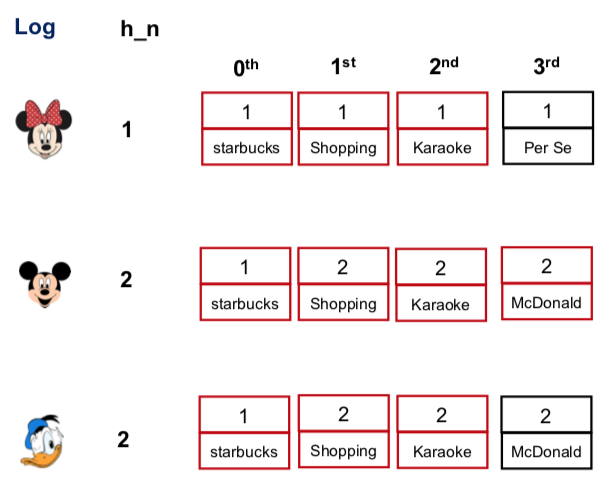 Log h_n
0th 1st 2nd 3rd
1 1 1 1
1
starbucks Shopping Karaoke Per Se
1 2 2 2
2
starbucks Shopping Karaoke McDonald
1 2 2 2
2
starbucks Shopping Karaoke McDonald